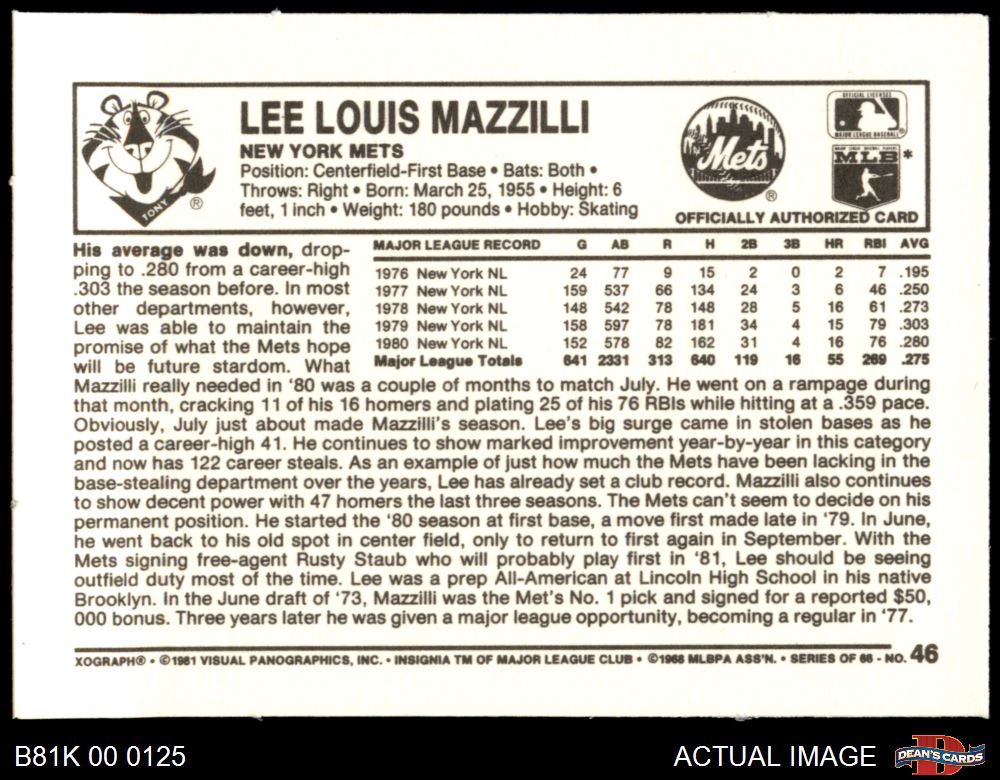 LEE LOUIS MAZZILLI
NEW YORK METS
Position: Centerfield-First Base • Bats: Both •
Throws: Right • Born: March 25, 1955 • Height: 6
feet, 1 inch • Weight: 180 pounds • Hobby: Skating
TONY ®
Mets ®
OFFICIAL LICENSEE
MAJOR LEAGUE BASEBALL®
MAJOR LEAGUE BASEBALL PLAYERS
MLB *
OFFICIALLY AUTHORIZED CARD
His average was down, drop-
ping to .280 from a career-high
.303 the season before. In most
other departments, however,
Lee was able to maintain the
promise of what the Mets hope
will be future stardom. What
MAJOR LEAGUE RECORD G AB R H 2B 3B HR RBI AVG
1976 New York NL 24 77 9 15 2 0 2 7 .195
1977 New York NL 159 537 66 134 24 3 6 46 .250
1978 New York NL 148 542 78 148 28 5 16 61 .273
1979 New York NL 158 597 78 181 34 4 15 79 .303
1980 New York NL 152 578 82 162 31 4 16 76 .280
Major League Totals 641 2331 313 640 119 16 55 269 .275
Mazzilli really needed in '80 was a couple of months to match July. He went on a rampage during
that month, cracking 11 of his 16 homers and plating 25 of his 76 RBIs while hitting at a .359 pace.
Obviously, July just about made Mazzilli's season. Lee's big surge came in stolen bases as he
posted a career-high 41. He continues to show marked improvement year-by-year in this category
and now has 122 career steals. As an example of just how much the Mets have been lacking in the
base-stealing department over the years, Lee has already set a club record. Mazzilli also continues
to show decent power with 47 homers the last three seasons. The Mets can't seem to decide on his
permanent position. He started the '80 season at first base, a move first made late in '79. In June,
he went back to his old spot in center field, only to return to first again in September. With the
Mets signing free-agent Rusty Staub who will probably play first in '81, Lee should be seeing
outfield duty most of the time. Lee was a prep All-American at Lincoln High School in his native
Brooklyn. In the June draft of '73, Mazzilli was the Met's No. 1 pick and signed for a reported $50,
000 bonus. Three years later he was given a major league opportunity, becoming a regular in '77.
XOGRAPH® • ©1981 VISUAL PANOGRAPHICS, INC. • INSIGNIA TM OF MAJOR LEAGUE CLUB • ©1968 MLBPA ASS'N. • SERIES OF 66 - NO. 46
B81K 00 0125
ACTUAL IMAGE
D
DEAN'S CARDS